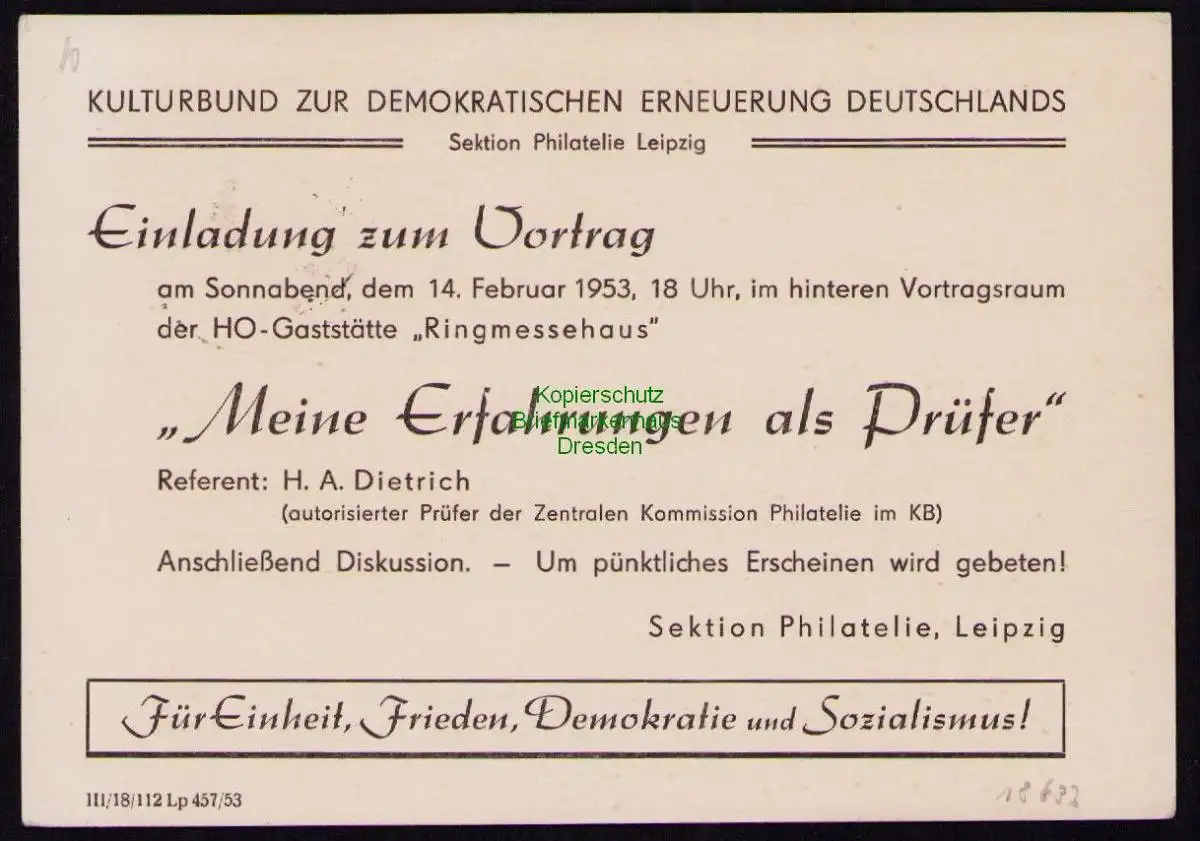 10
KULTURBUND ZUR DEMOKRATISCHEN ERNEUERUNG DEUTSCHLANDS
Sektion Philatelie Leipzig
Einladung zum Vortrag
am Sonnabend, dem 14. Februar 1953, 18 Uhr, im hinteren Vortragsraum
der HO-Gaststätte „Ringmessehaus"
„Meine Erfahrungen als Prüfer"
Kopierschutz
Briefmarkenhaus
Dresden
Referent: H. A. Dietrich
(autorisierter Prüfer der Zentralen Kommission Philatelie im KB)
Anschließend Diskussion. – Um pünktliches Erscheinen wird gebeten!
Sektion Philatelie, Leipzig
Für Einheit, Frieden, Demokratie und Sozialismus!
III/18/112 Lp 457/53